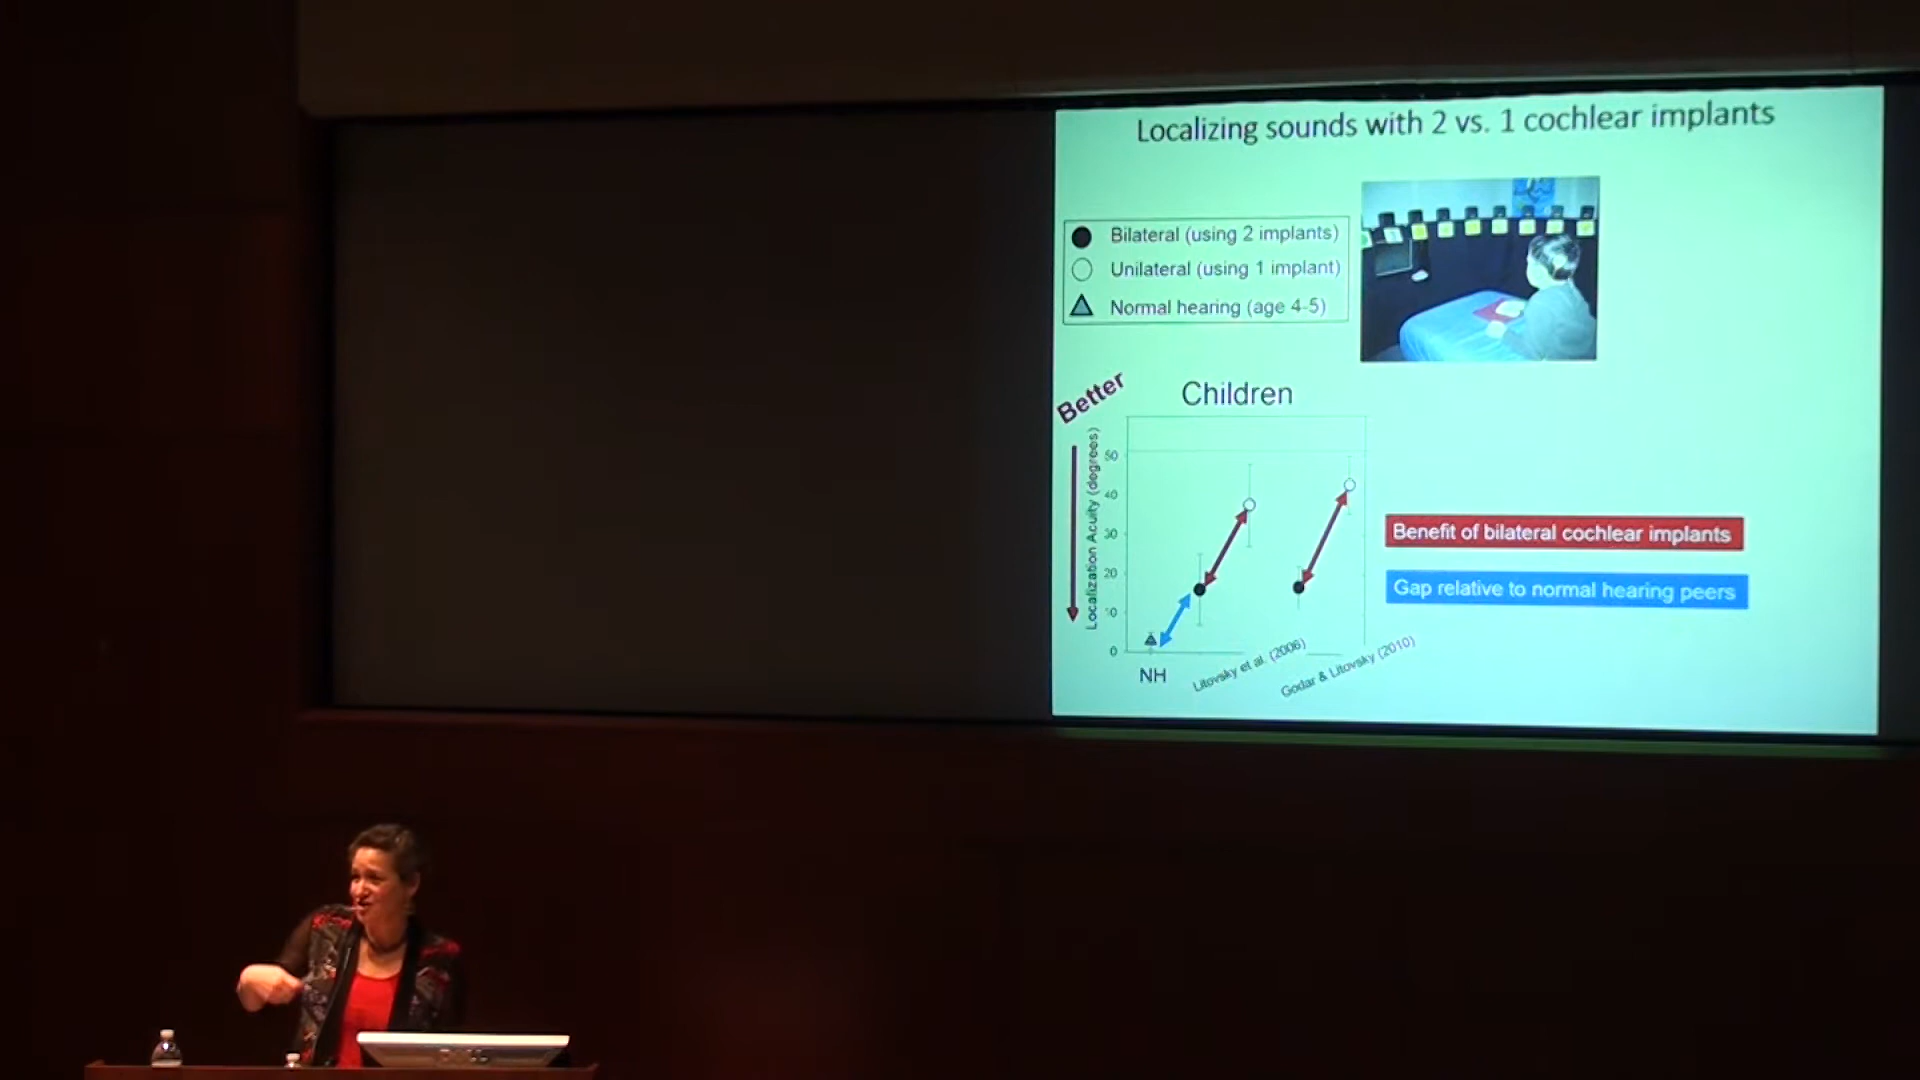 Localizing sounds with 2 vs. 1 cochlear implants
Bilateral (using 2 implants)
Unilateral (using 1 implant)
Normal hearing (age 4-5)
Better
Children
Localization Acuity (degrees)
50
40
30
20
10
0
NH
Litovsky et al. (2006)
Godar & Litovsky (2010)
Benefit of bilateral cochlear implants
Gap relative to normal hearing peers
DELL